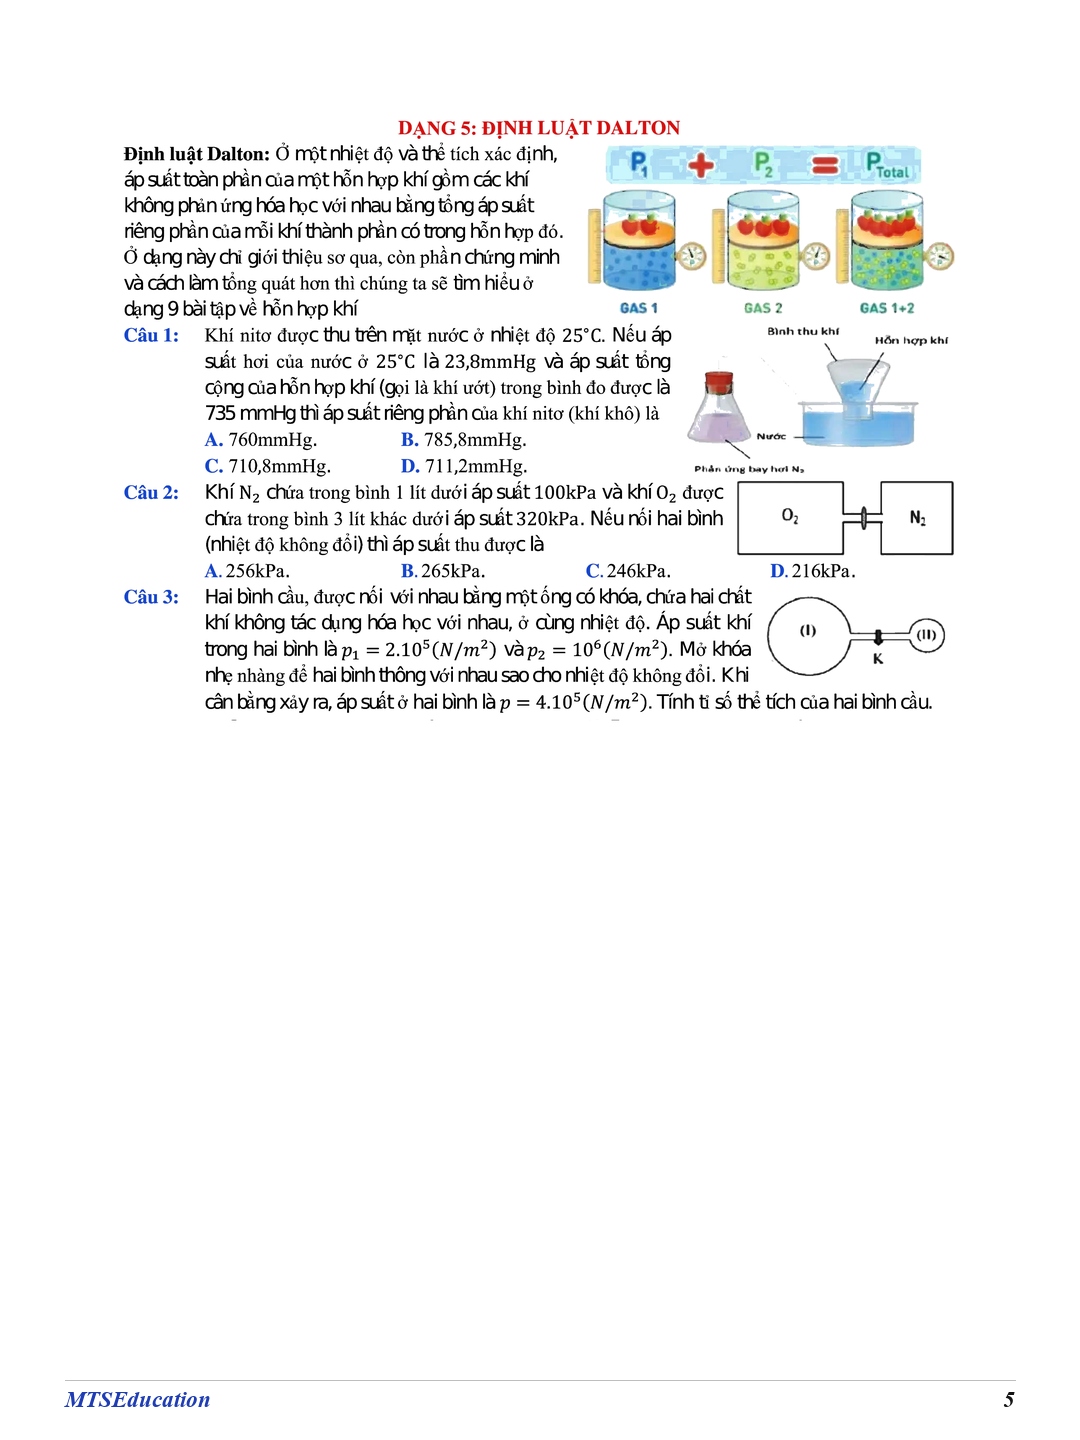 DẠNG 5: ĐỊNH LUẬT DALTON
Định luật Dalton: Ở một nhiệt độ và thể tích xác định,
áp suất toàn phần của một hỗn hợp khí gồm các khí
không phản ứng hóa học với nhau bằng tổng áp suất
riêng phần của mỗi khí thành phần có trong hỗn hợp đó.
Ở dạng này chỉ giới thiệu sơ qua, còn phần chứng minh
và cách làm tổng quát hơn thì chúng ta sẽ tìm hiểu ở
dạng 9 bài tập về hỗn hợp khí
P₁ + P₂ = P Total
GAS 1 GAS 2 GAS 1+2
Câu 1: Khí nitơ được thu trên mặt nước ở nhiệt độ 25°C. Nếu áp
suất hơi của nước ở 25°C là 23,8mmHg và áp suất tổng
cộng của hỗn hợp khí (gọi là khí ướt) trong bình đo được là
735 mmHg thì áp suất riêng phần của khí nitơ (khí khô) là
A. 760mmHg. B. 785,8mmHg.
C. 710,8mmHg. D. 711,2mmHg.
Bình thu khí
Hỗn hợp khí
Nước
Phản ứng bay hơi N₂
Câu 2: Khí N₂ chứa trong bình 1 lít dưới áp suất 100kPa và khí O₂ được
chứa trong bình 3 lít khác dưới áp suất 320kPa. Nếu nối hai bình
(nhiệt độ không đổi) thì áp suất thu được là
O₂ N₂
A. 256kPa. B. 265kPa. C. 246kPa. D. 216kPa.
Câu 3: Hai bình cầu, được nối với nhau bằng một ống có khóa, chứa hai chất
khí không tác dụng hóa học với nhau, ở cùng nhiệt độ. Áp suất khí
trong hai bình là p₁ = 2.10⁵(N/m²) và p₂ = 10⁶(N/m²). Mở khóa
nhẹ nhàng để hai bình thông với nhau sao cho nhiệt độ không đổi. Khi
cân bằng xảy ra, áp suất ở hai bình là p = 4.10⁵(N/m²). Tính tỉ số thể tích của hai bình cầu.
(I) (II)
K
MTSEducation 5